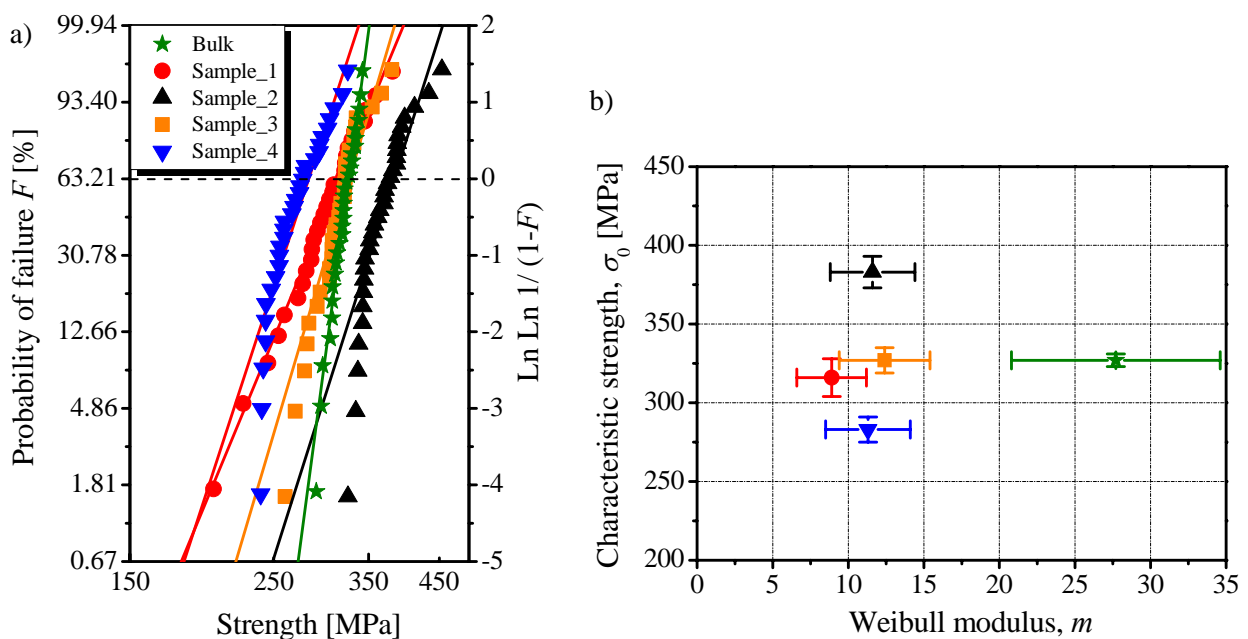 a)
Probability of failure F [%]
99.94
93.40
63.21
30.78
12.66
4.86
1.81
0.67
Bulk
Sample_1
Sample_2
Sample_3
Sample_4
2
1
0
-1
-2
-3
-4
-5
Ln Ln 1/ (1-F)
150
250
350
450
Strength [MPa]
b)
Characteristic strength, σ0 [MPa]
450
400
350
300
250
200
0
5
10
15
20
25
30
35
Weibull modulus, m